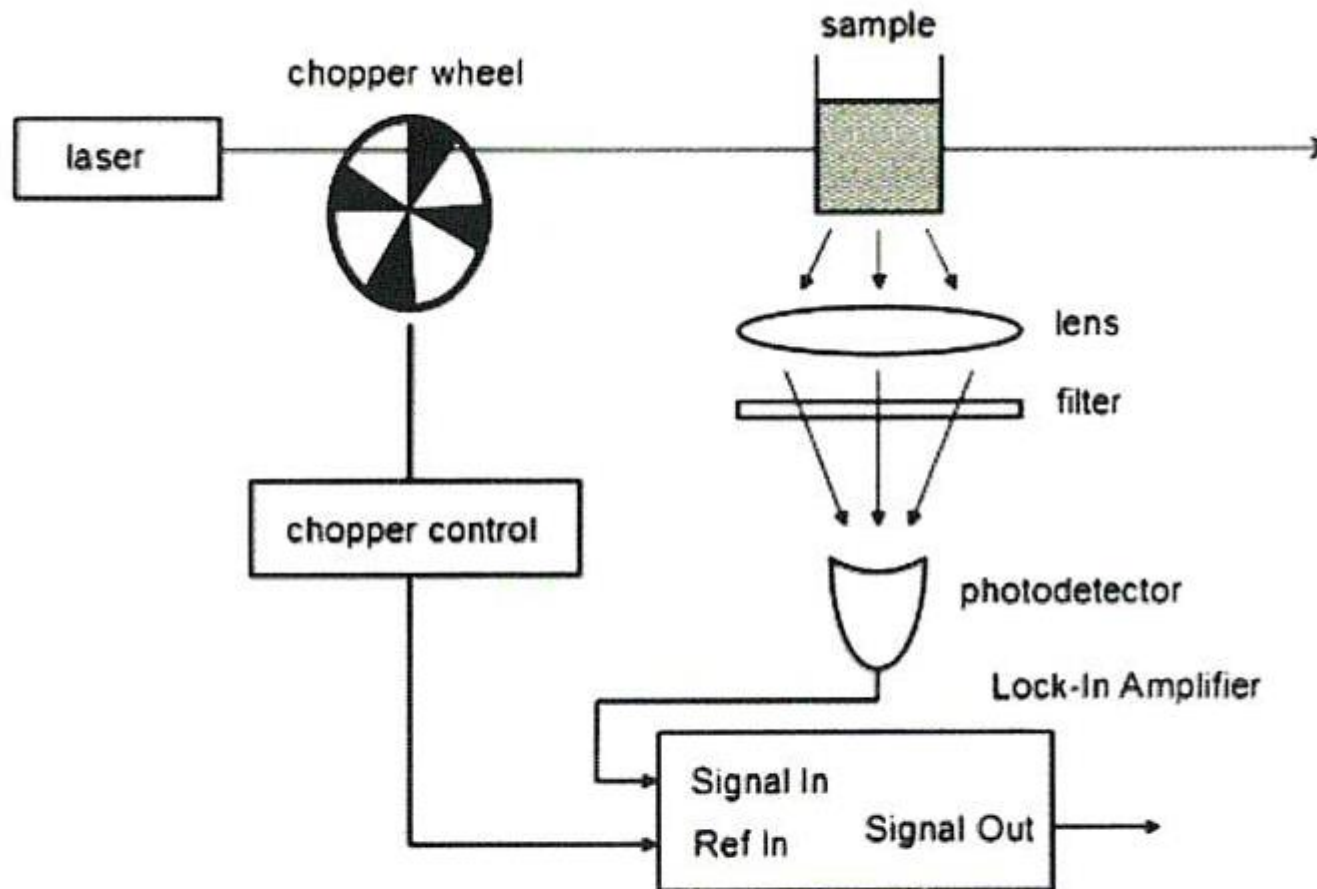 sample
chopper wheel
laser
lens
filter
chopper control
photodetector
Lock-In Amplifier
Signal In
Signal Out
Ref In